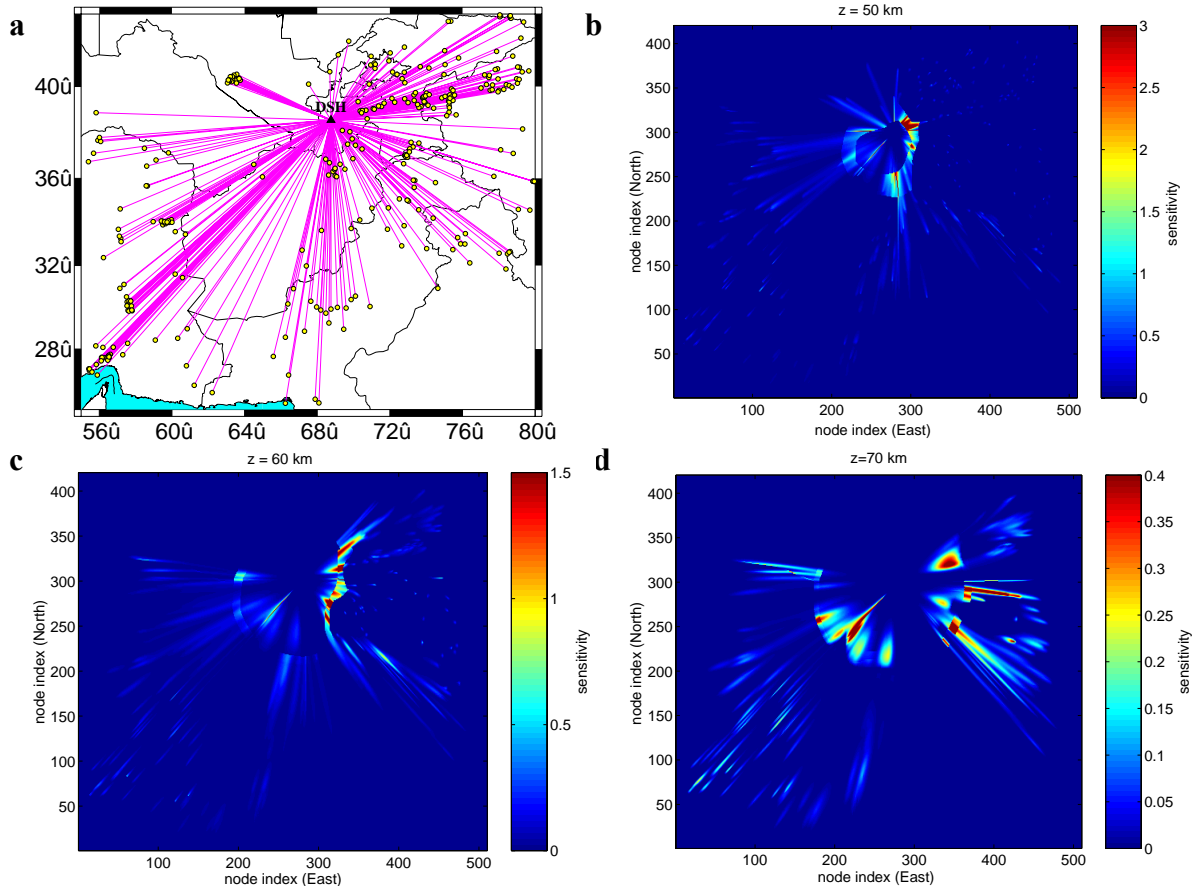 a
DSH
40û
36û
32û
28û
56û 60û 64û 68û 72û 76û 80û
b
z = 50 km
node index (North)
400
350
300
250
200
150
100
50
100 200 300 400 500
node index (East)
3
2.5
2
1.5
1
0.5
0
sensitivity
c
z = 60 km
node index (North)
400
350
300
250
200
150
100
50
100 200 300 400 500
node index (East)
1.5
1
0.5
0
sensitivity
d
z=70 km
node index (North)
400
350
300
250
200
150
100
50
100 200 300 400 500
node index (East)
0.4
0.35
0.3
0.25
0.2
0.15
0.1
0.05
0
sensitivity